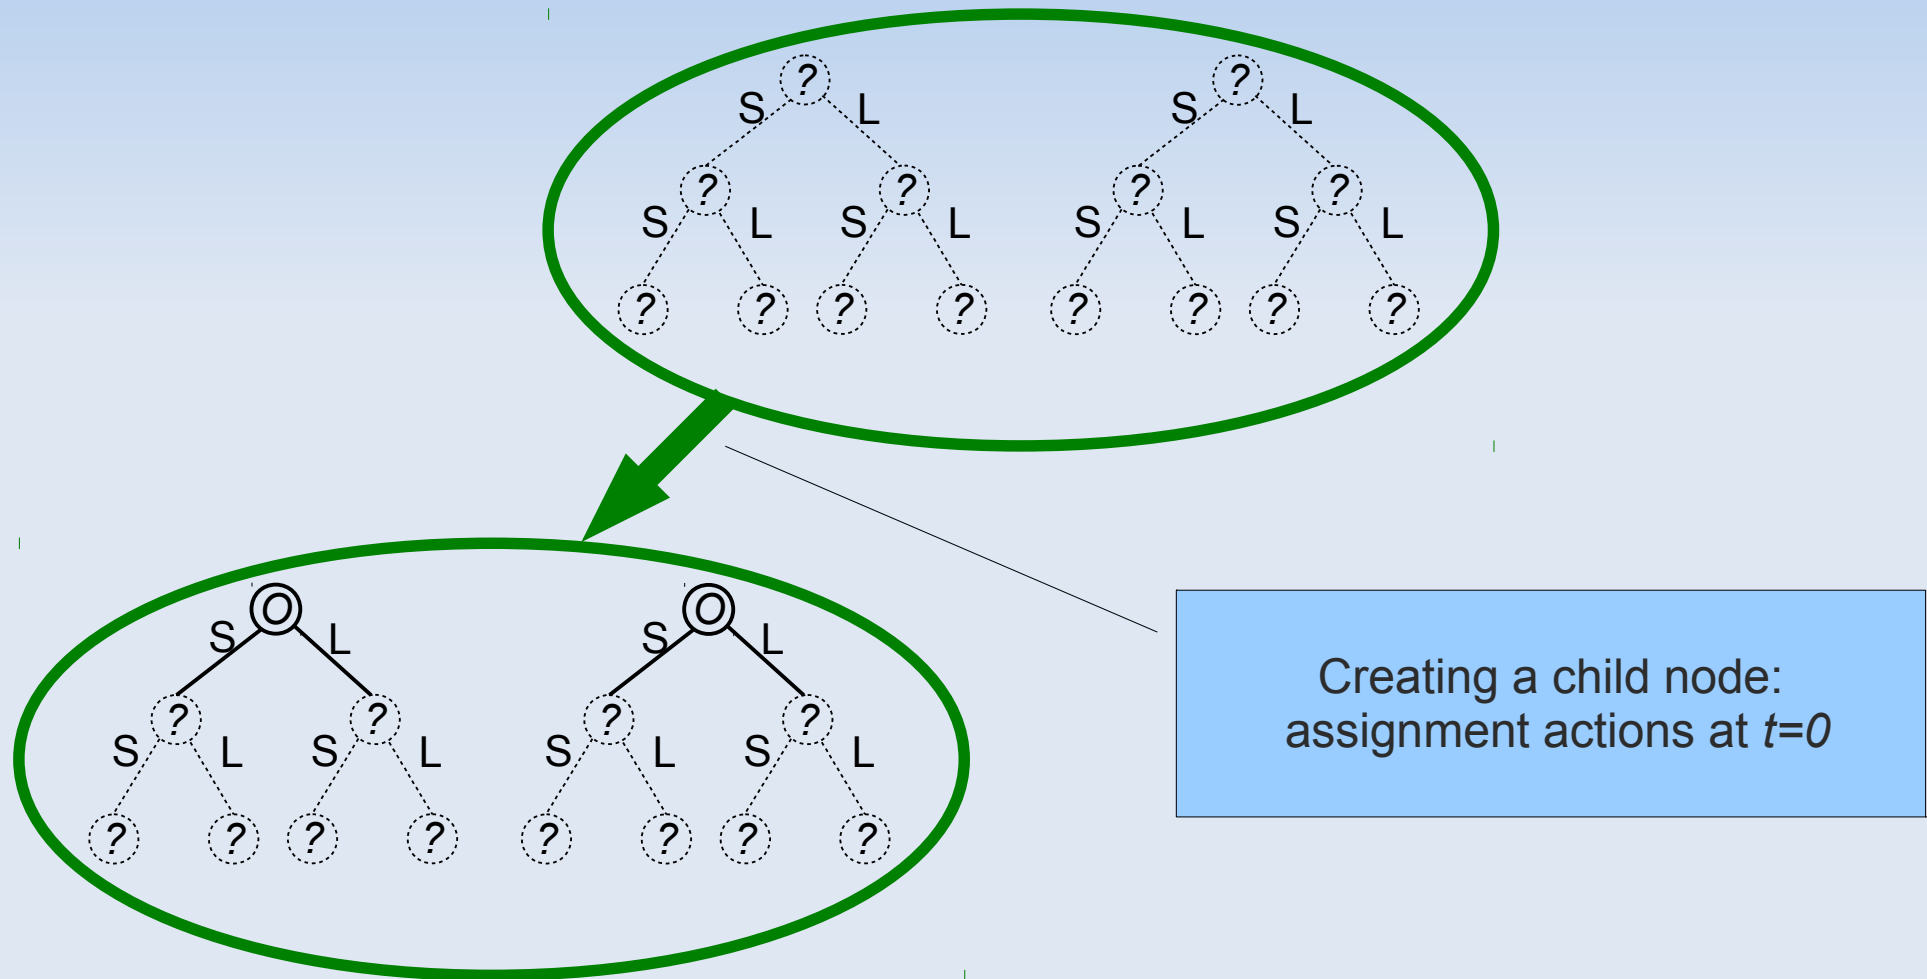 ? ?
S L S L
? ? ? ?
S L S L S L S L
? ? ? ? ? ? ? ?
O O
S L S L
? ? ? ?
S L S L S L S L
? ? ? ? ? ? ? ?
Creating a child node:
assignment actions at t=0